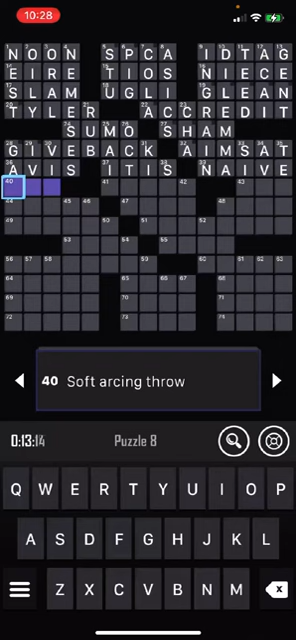 10:28
NOON SPCA IDTAG
EIRE TIOS NIECE
SLAM UGLI GLEAN
TYLER ACCREDIT
SUMO SHAM
GIVEBACK AIMSAT
AVIS ITIS NAIVE
40 Soft arcing throw
0:13:14 Puzzle 8
Q W E R T Y U I O P
A S D F G H J K L
Z X C V B N M